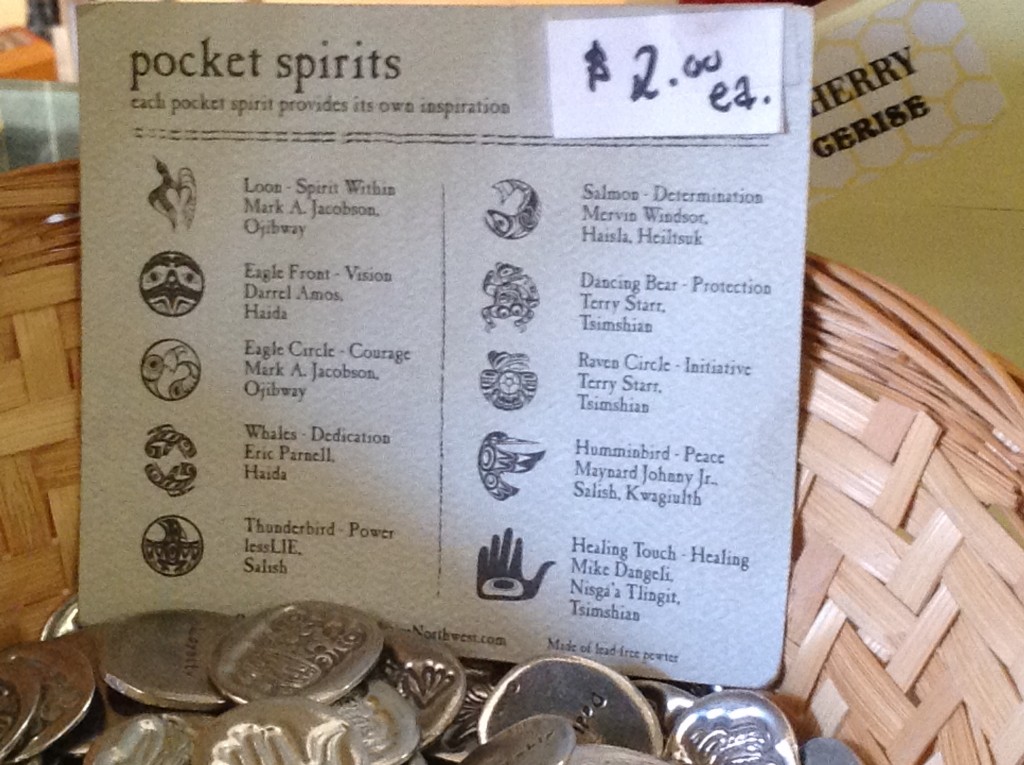 pocket spirits
each pocket spirit provides its own inspiration
$ 2.00
ea.
HERRY
CERISE
Loon - Spirit Within
Mark A. Jacobson,
Ojibway
Eagle Front - Vision
Darrel Amos,
Haida
Eagle Circle - Courage
Mark A. Jacobson,
Ojibway
Whales - Dedication
Eric Parnell,
Haida
Thunderbird - Power
lessLIE,
Salish
Salmon - Determination
Mervin Windsor,
Haisla, Heiltsuk
Dancing Bear - Protection
Terry Starr,
Tsimshian
Raven Circle - Initiative
Terry Starr,
Tsimshian
Humminbird - Peace
Maynard Johnny Jr.,
Salish, Kwagiulth
Healing Touch - Healing
Mike Dangeli,
Nisga'a Tlingit,
Tsimshian
Northwest.com
Made of lead-free pewter